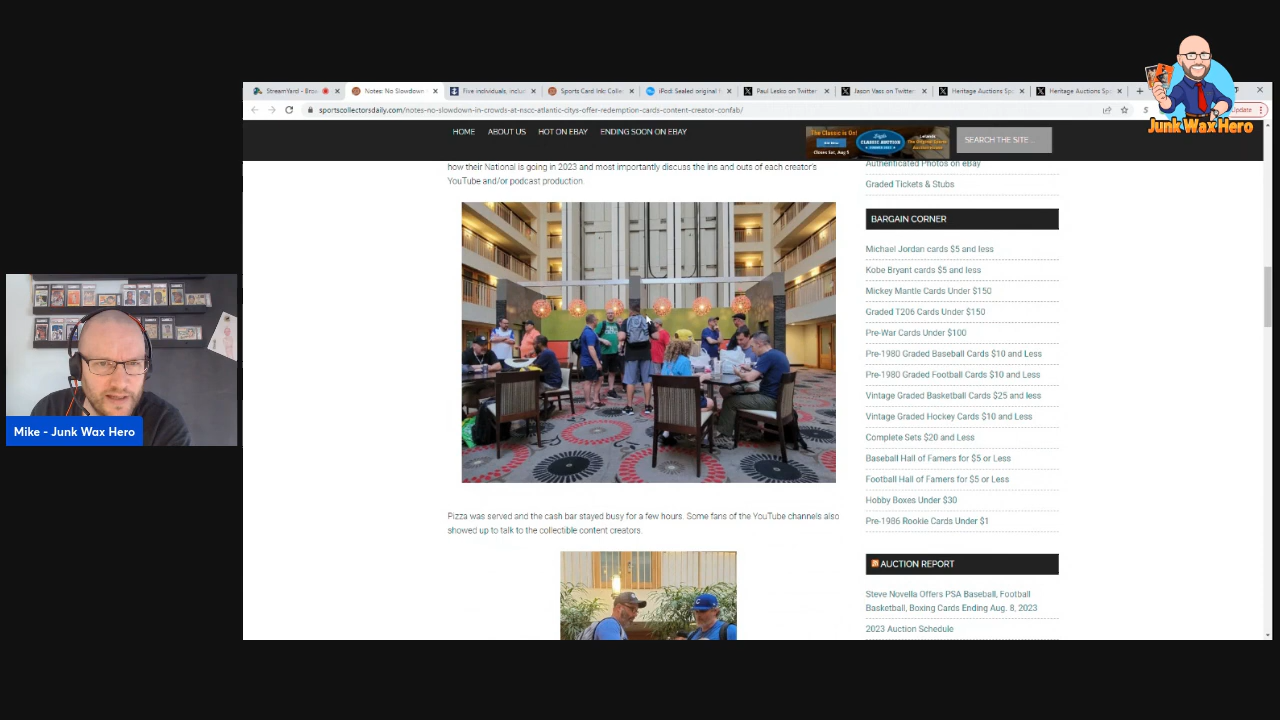 StreamYard - Broa
Notes: No Slowdown
Five individuals, includ
Sports Card Inc: Colle
iPod: Sealed original
Paul Lesko on Twitter
Jason Vass on Twitter
Heritage Auctions Sp
Heritage Auctions Sp
sportscollectorsdaily.com/notes-no-slowdown-in-crowds-at-nscc-atlantic-citys-offer-redemption-cards-content-creator-confab/
Update
Junk Wax Hero
HOME
ABOUT US
HOT ON EBAY
ENDING SOON ON EBAY
The Classic is On!
CLASSIC AUCTION
SEARCH THE SITE ...
how their National is going in 2023 and most importantly discuss the ins and outs of each creator's
YouTube and/or podcast production.
Authenticated Photos on eBay
Graded Tickets & Stubs
BARGAIN CORNER
Michael Jordan cards $5 and less
Kobe Bryant cards $5 and less
Mickey Mantle Cards Under $150
Graded T206 Cards Under $150
Pre-War Cards Under $100
Pre-1980 Graded Baseball Cards $10 and Less
Pre-1980 Graded Football Cards $10 and Less
Vintage Graded Basketball Cards $25 and less
Vintage Graded Hockey Cards $10 and Less
Complete Sets $20 and Less
Baseball Hall of Famers for $5 or Less
Football Hall of Famers for $5 or Less
Hobby Boxes Under $30
Pre-1986 Rookie Cards Under $1
Mike - Junk Wax Hero
Pizza was served and the cash bar stayed busy for a few hours. Some fans of the YouTube channels also
showed up to talk to the collectible content creators.
AUCTION REPORT
Steve Novella Offers PSA Baseball, Football
Basketball, Boxing Cards Ending Aug. 8, 2023
2023 Auction Schedule